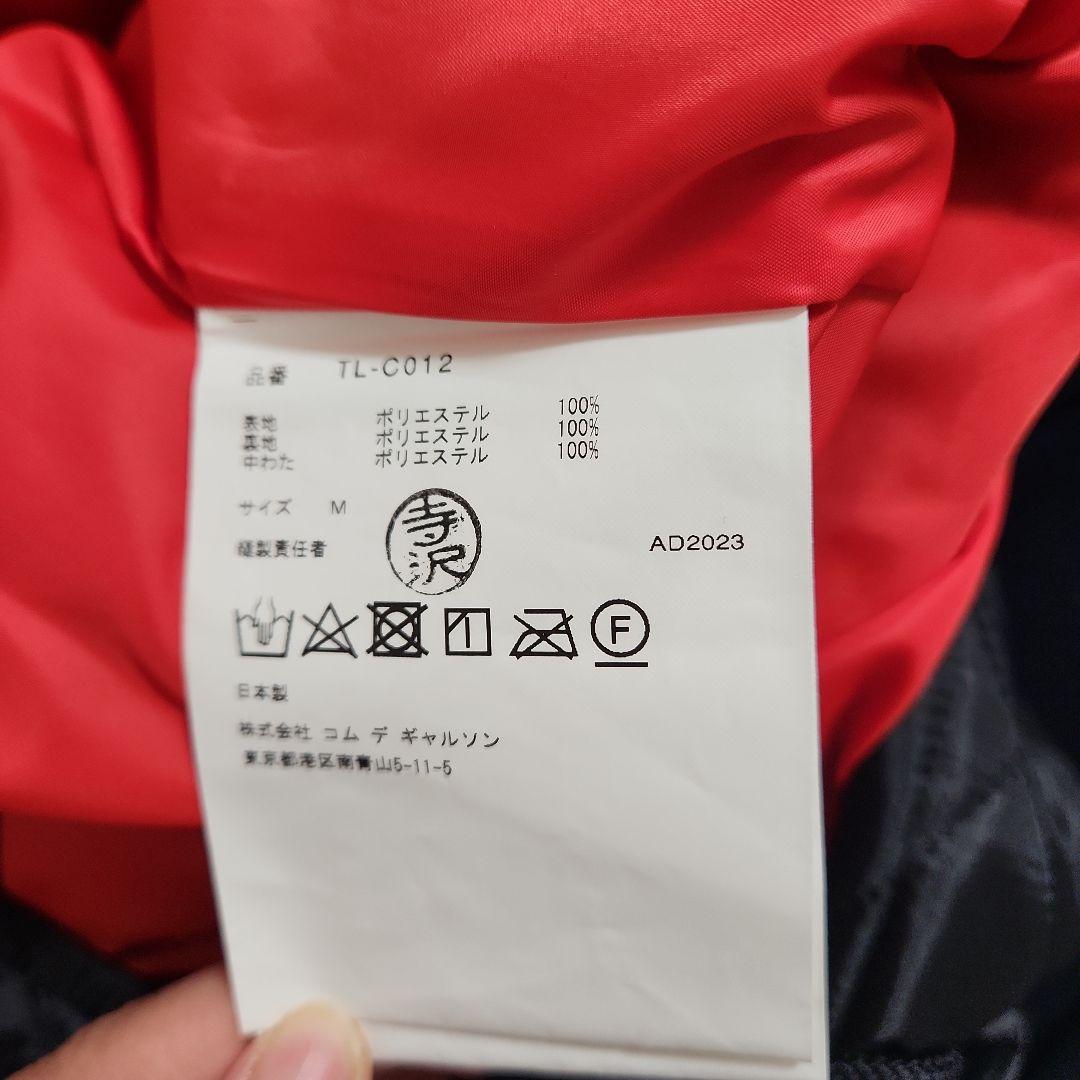 品番 TL-C012
表地 ポリエステル 100%
裏地 ポリエステル 100%
中わた ポリエステル 100%
サイズ M
縫製責任者 寺沢 AD2023
F
日本製
株式会社 コム デ ギャルソン
東京都港区南青山5-11-5